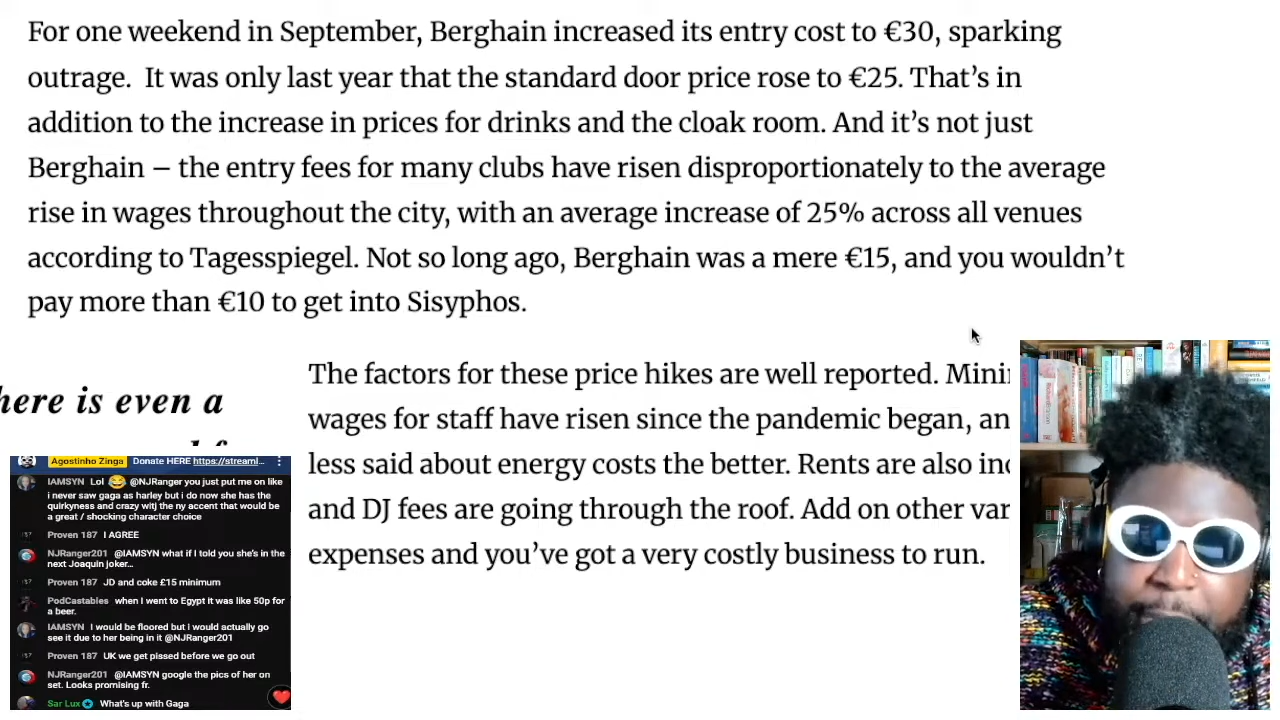 For one weekend in September, Berghain increased its entry cost to €30, sparking
outrage.  It was only last year that the standard door price rose to €25. That’s in
addition to the increase in prices for drinks and the cloak room. And it’s not just
Berghain – the entry fees for many clubs have risen disproportionately to the average
rise in wages throughout the city, with an average increase of 25% across all venues
according to Tagesspiegel. Not so long ago, Berghain was a mere €15, and you wouldn’t
pay more than €10 to get into Sisyphos.
here is even a
The factors for these price hikes are well reported. Mini
wages for staff have risen since the pandemic began, an
less said about energy costs the better. Rents are also in
and DJ fees are going through the roof. Add on other var
expenses and you’ve got a very costly business to run.
Agostinho Zinga Donate HERE https://streaml...
IAMSYN Lol 😂 @NJRanger you just put me on like
i never saw gaga as harley but i do now she has the
quirkyness and crazy witj the ny accent that would be
a great / shocking character choice
Proven 187 I AGREE
NJRanger201 @IAMSYN what if I told you she's in the
next Joaquin joker...
Proven 187 JD and coke £15 minimum
PodCastables when I went to Egypt it was like 50p for
a beer.
IAMSYN I would be floored but i would actually go
see it due to her being in it @NJRanger201
Proven 187 UK we get pissed before we go out
NJRanger201 @IAMSYN google the pics of her on
set. Looks promising fr.
Sar Lux What's up with Gaga